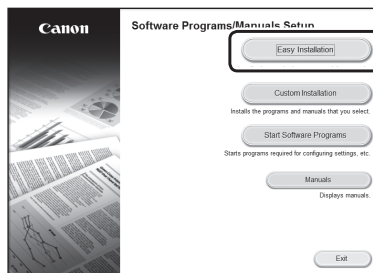 Canon
Software Programs/Manuals Setup
Easy Installation
Custom Installation
Installs the programs and manuals that you select.
Start Software Programs
Starts programs required for configuring settings, etc.
Manuals
Displays manuals.
Exit